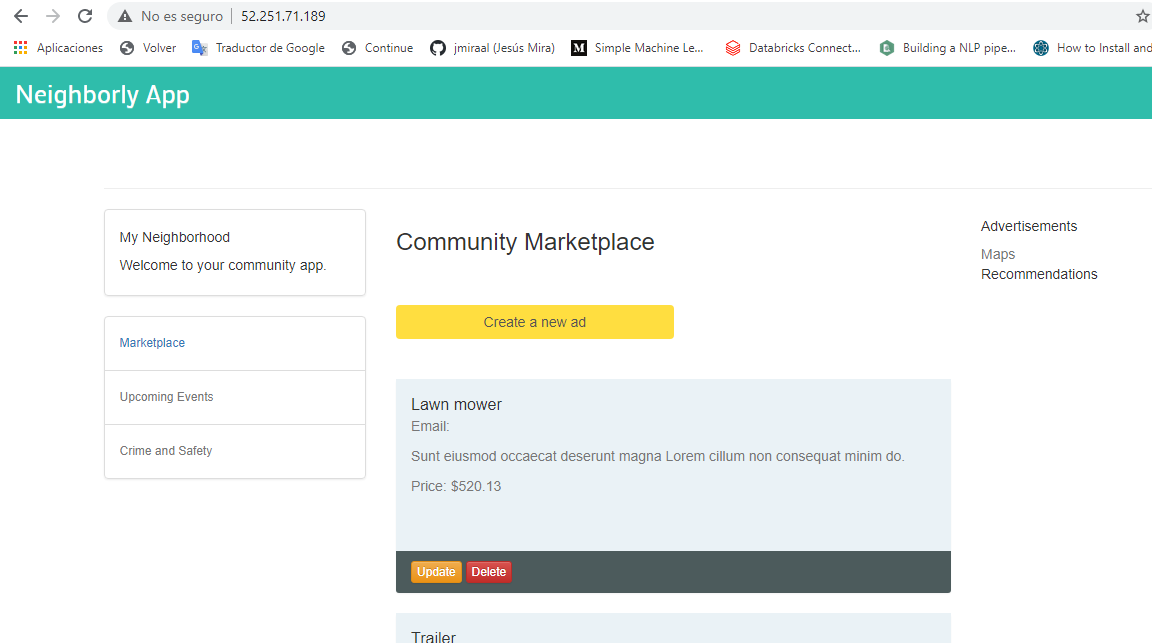 No es seguro 52.251.71.189
Aplicaciones Volver Traductor de Google Continue jmiraal (Jesús Mira) M Simple Machine Le... Databricks Connect... Building a NLP pipe... How to Install and
Neighborly App
My Neighborhood
Welcome to your community app.
Marketplace
Upcoming Events
Crime and Safety
Community Marketplace
Create a new ad
Lawn mower
Email:
Sunt eiusmod occaecat deserunt magna Lorem cillum non consequat minim do.
Price: $520.13
Update Delete
Trailer
Advertisements
Maps
Recommendations